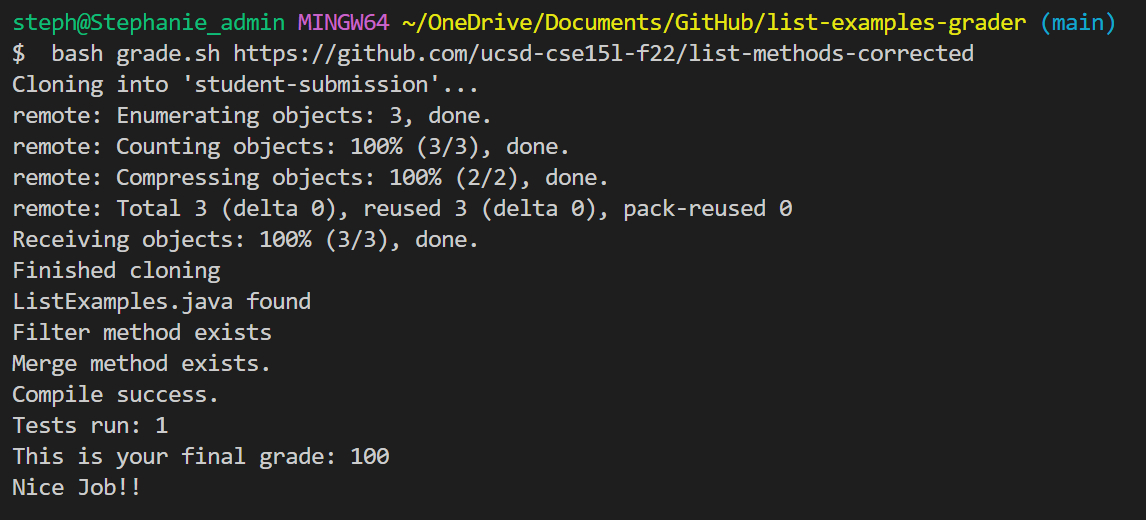 steph@Stephanie_admin MINGW64 ~/OneDrive/Documents/GitHub/list-examples-grader (main)
$  bash grade.sh https://github.com/ucsd-cse15l-f22/list-methods-corrected
Cloning into 'student-submission'...
remote: Enumerating objects: 3, done.
remote: Counting objects: 100% (3/3), done.
remote: Compressing objects: 100% (2/2), done.
remote: Total 3 (delta 0), reused 3 (delta 0), pack-reused 0
Receiving objects: 100% (3/3), done.
Finished cloning
ListExamples.java found
Filter method exists
Merge method exists.
Compile success.
Tests run: 1
This is your final grade: 100
Nice Job!!